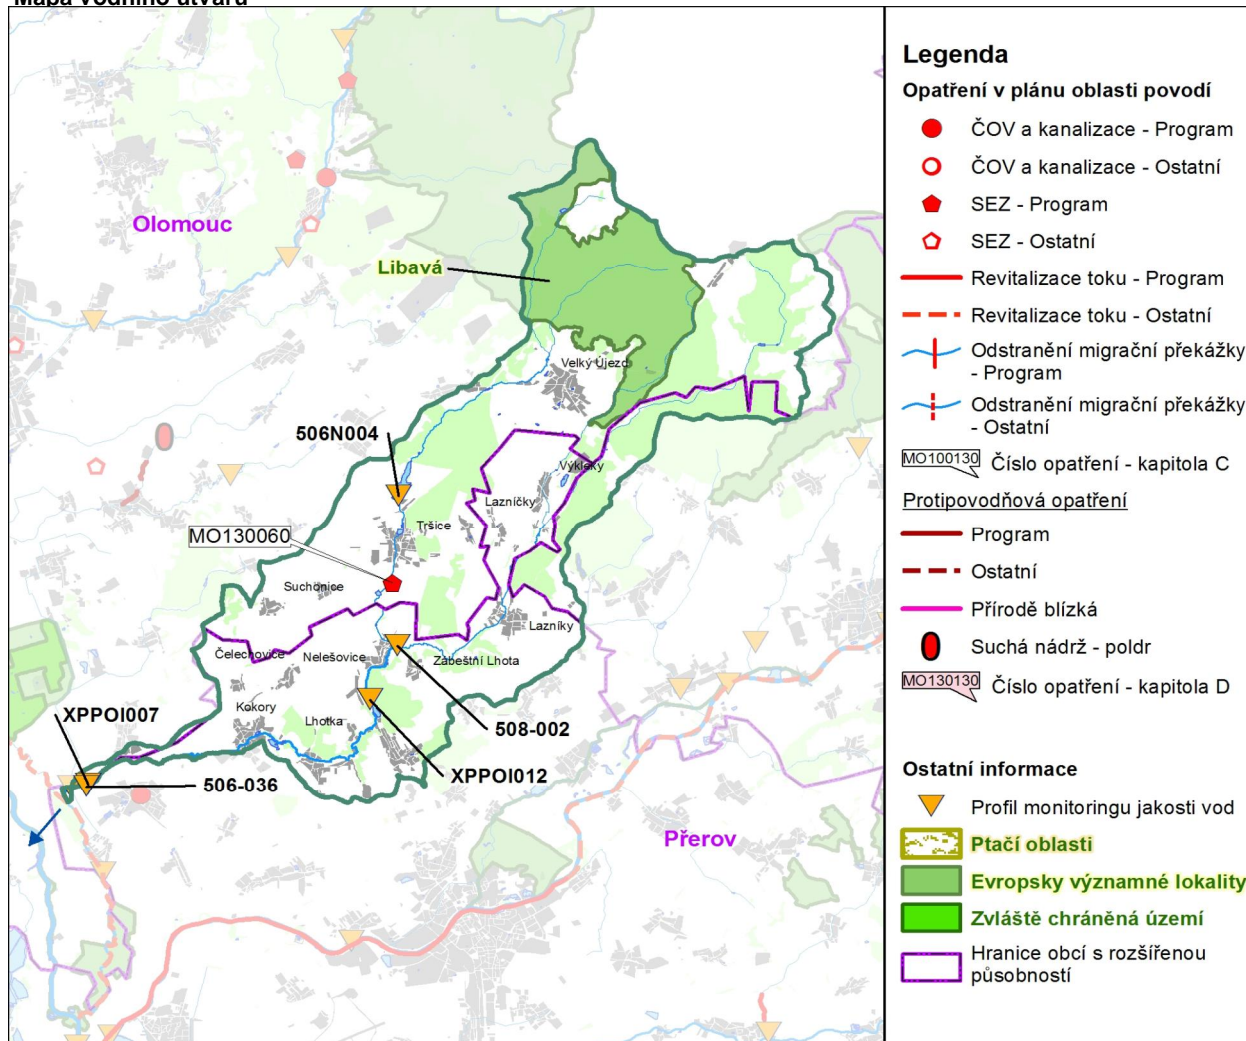 Mapa vodního útvaru
Olomouc
Libavá
Velký Újezd
506N004
Výkleky
Lazníčky
Tršice
MO130060
Suchonice
Lazníky
Čelechovice
Nelešovice
Zábeštní Lhota
Kokory
Lhotka
XPPOI007
508-002
XPPOI012
506-036
Přerov
Legenda
Opatření v plánu oblasti povodí
ČOV a kanalizace - Program
ČOV a kanalizace - Ostatní
SEZ - Program
SEZ - Ostatní
Revitalizace toku - Program
Revitalizace toku - Ostatní
Odstranění migrační překážky
- Program
Odstranění migrační překážky
- Ostatní
MO100130 Číslo opatření - kapitola C
Protipovodňová opatření
Program
Ostatní
Přírodě blízká
Suchá nádrž - poldr
MO130130 Číslo opatření - kapitola D
Ostatní informace
Profil monitoringu jakosti vod
Ptačí oblasti
Evropsky významné lokality
Zvláště chráněná území
Hranice obcí s rozšířenou
působností